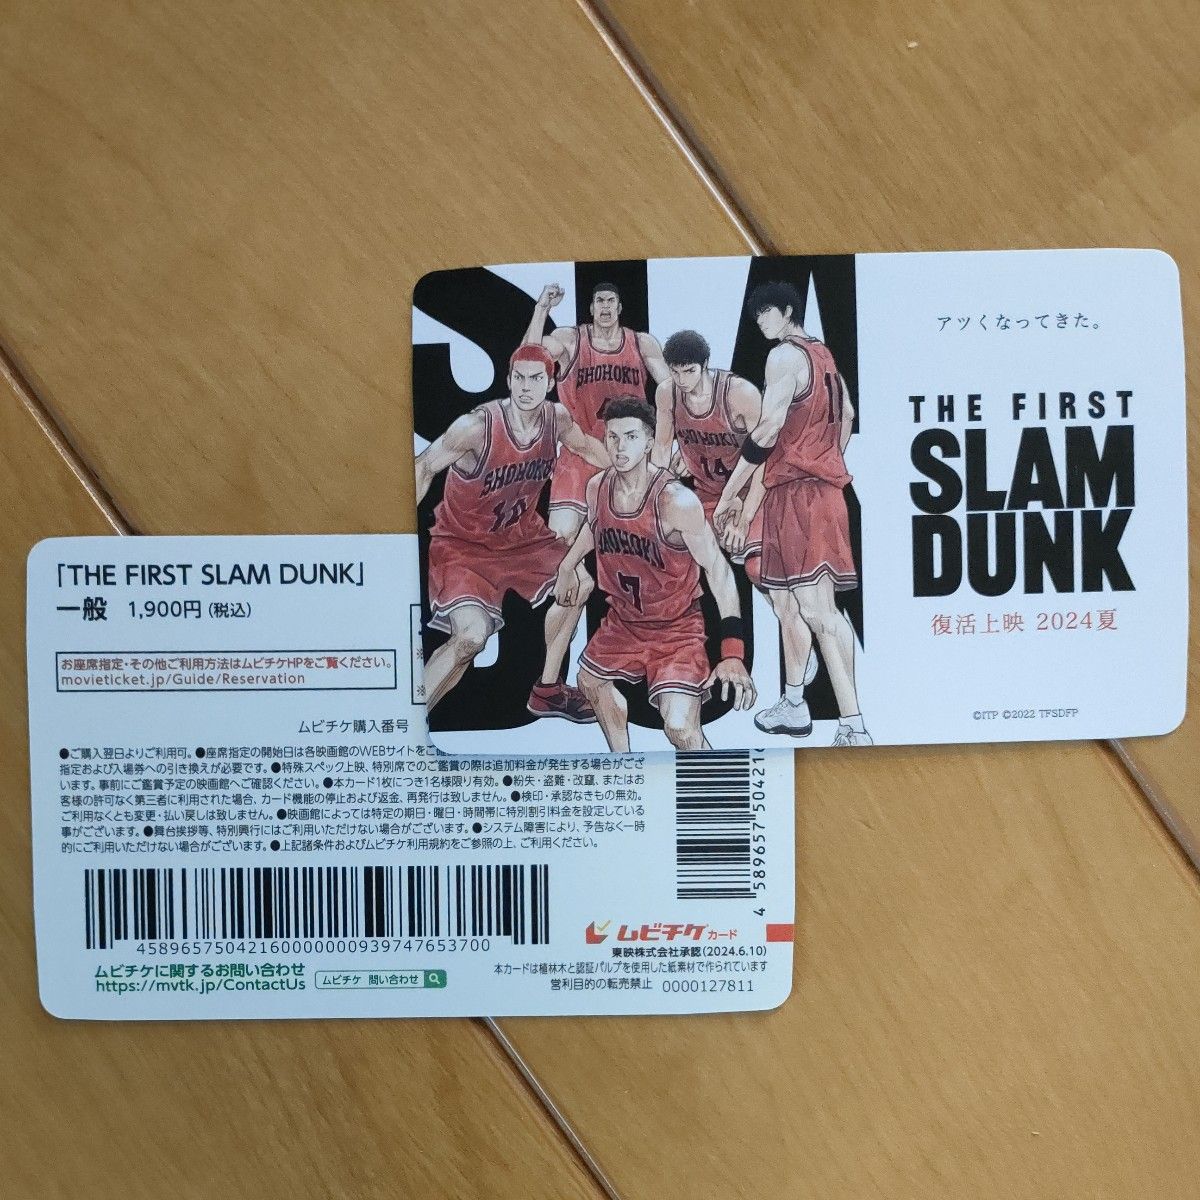 アツくなってきた。
THE FIRST
SLAM
DUNK
復活上映 2024夏
©ITP ©2022 TFSDFP
SLA
SHOHOKU
4
SHOHOKU
10
SHOHOKU
14
11
SHOHOKU
7
「THE FIRST SLAM DUNK」
一般 1,900円(税込)
お座席指定・その他ご利用方法はムビチケHPをご覧ください。
movieticket.jp/Guide/Reservation
ムビチケ購入番号
●ご購入翌日よりご利用可。●座席指定の開始日は各映画館のWEBサイトをご確
指定および入場券への引き換えが必要です。●特殊スペック上映、特別席でのご鑑賞の際は追加料金が発生する場合がござ
います。事前にご鑑賞予定の映画館へご確認ください。●本カード1枚につき1名様限り有効。●紛失・盗難・改竄、またはお
客様の許可なく第三者に利用された場合、カード機能の停止および返金、再発行は致しません。●検印・承認なきもの無効。
ご利用なくとも変更・払い戻しは致しません。●映画館によっては特定の期日・曜日・時間帯に特別割引料金を設定している
事がございます。●舞台挨拶等、特別興行にはご利用いただけない場合がございます。●システム障害により、予告なく一時
的にご利用いただけない場合がございます。●上記諸条件およびムビチケ利用規約をご参照の上、ご利用ください。
4589657504216000000093974765370​0
4 589657 50421
ムビチケカード
東映株式会社承認(2024.6.10)
本カードは植林木と認証パルプを使用した紙素材で作られています
営利目的の転売禁止 0000127811
ムビチケに関するお問い合わせ
https://mvtk.jp/ContactUs
ムビチケ 問い合わせ